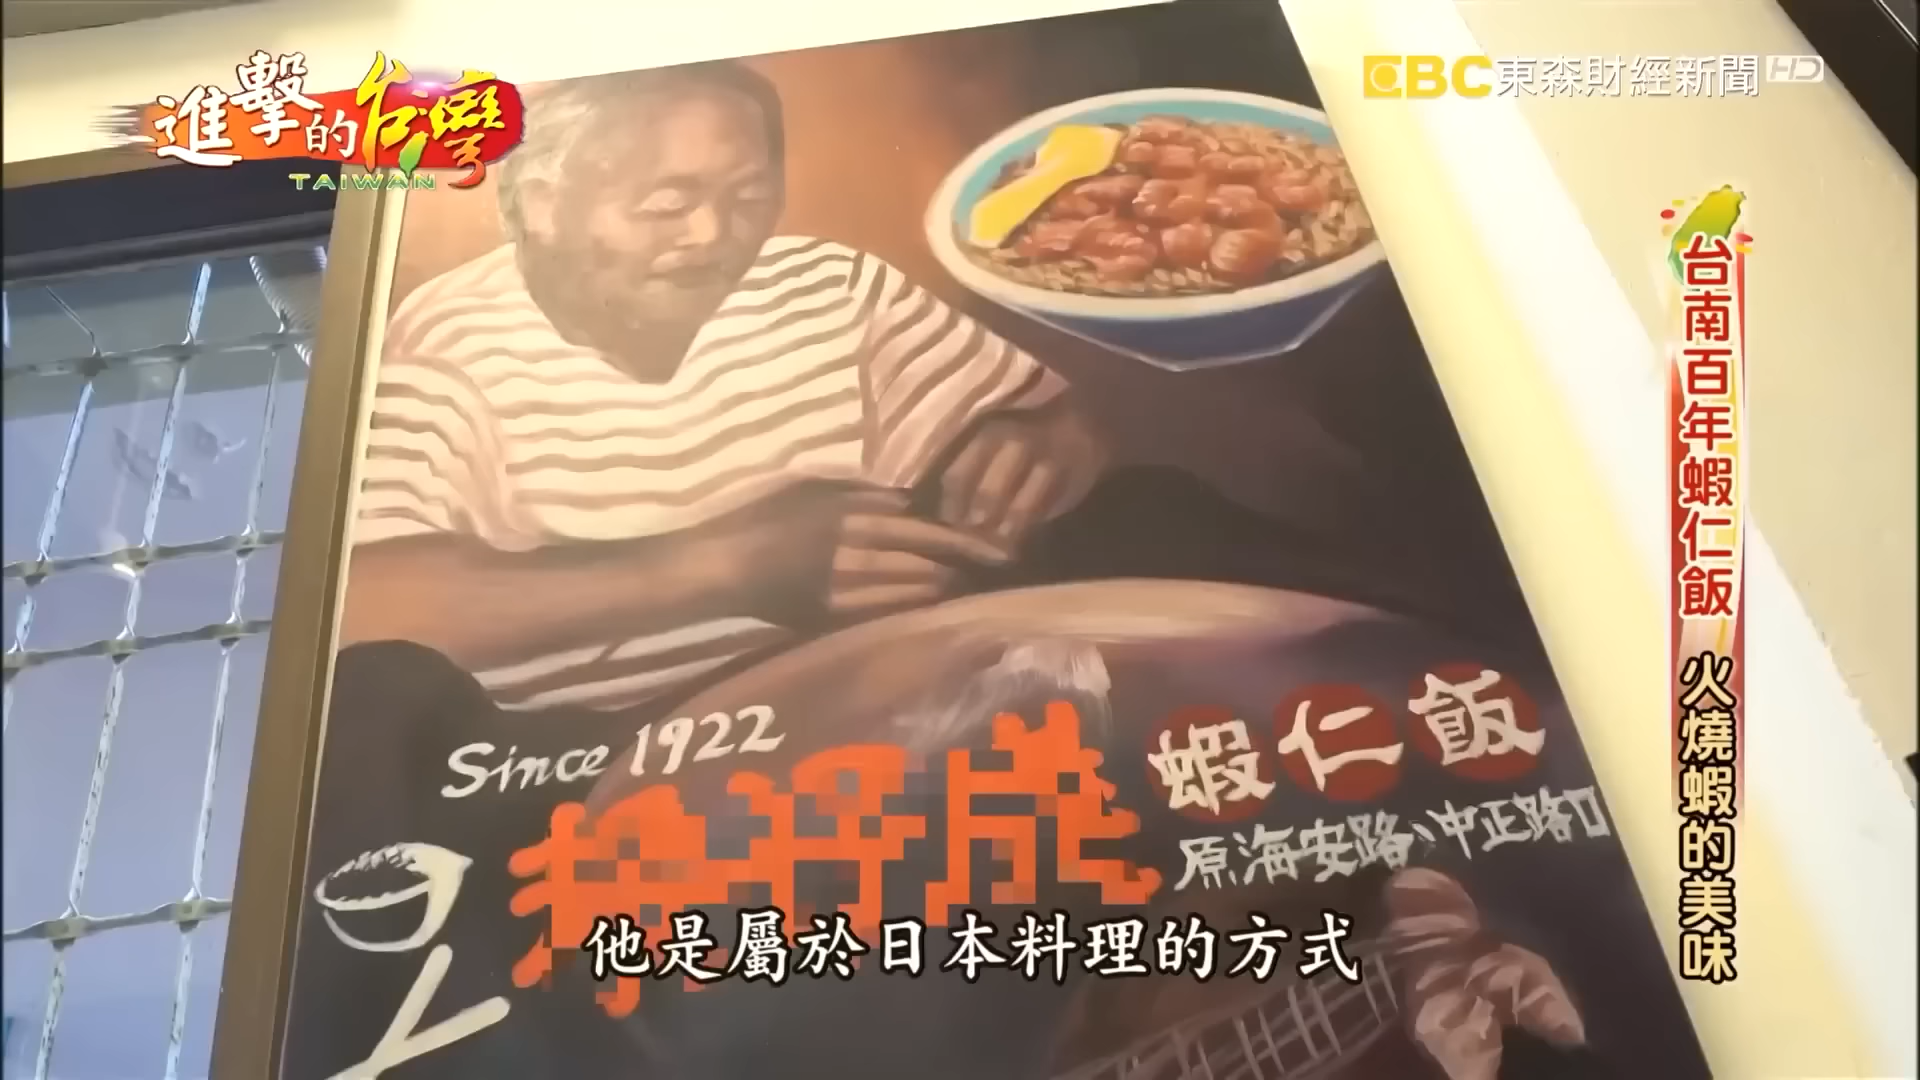 進擊的台灣
TAIWAN
EBC東森財經新聞HD
台南百年蝦仁飯 火燒蝦的美味
Since 1922
蝦仁飯
原海安路、中正路口
他是屬於日本料理的方式